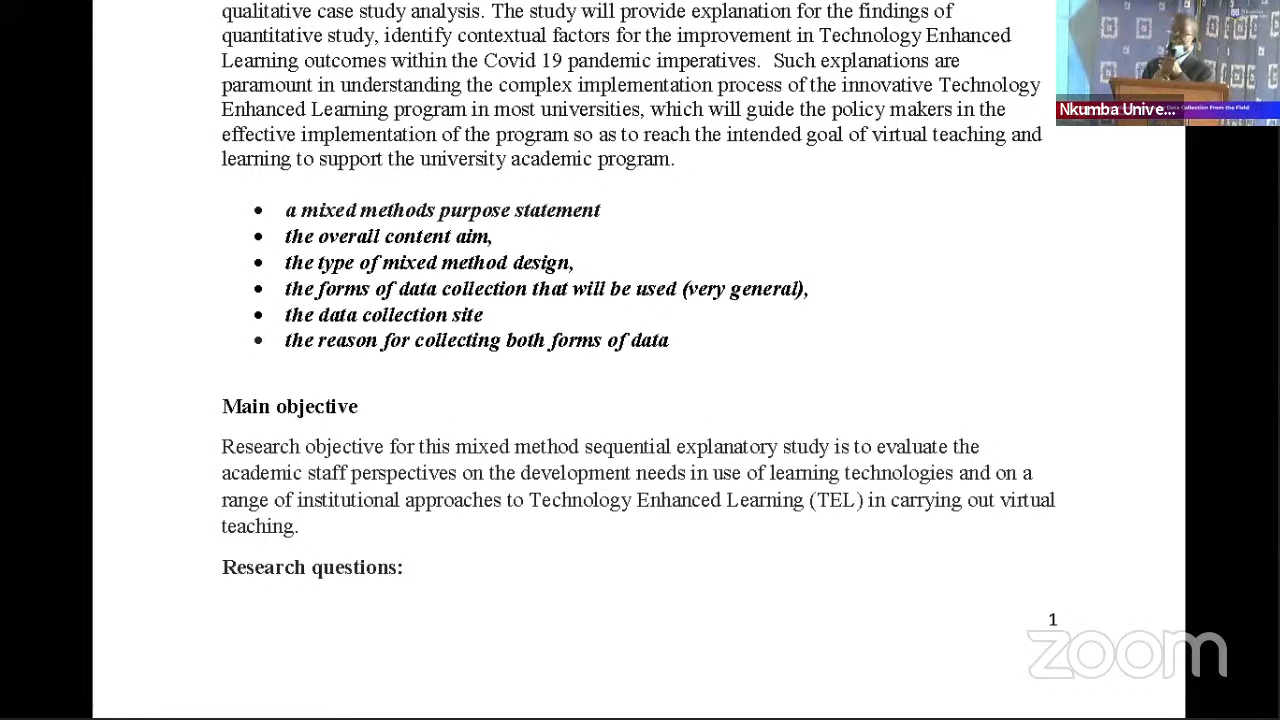 qualitative case study analysis. The study will provide explanation for the findings of
quantitative study, identify contextual factors for the improvement in Technology Enhanced
Learning outcomes within the Covid 19 pandemic imperatives. Such explanations are
paramount in understanding the complex implementation process of the innovative Technology
Enhanced Learning program in most universities, which will guide the policy makers in the
effective implementation of the program so as to reach the intended goal of virtual teaching and
learning to support the university academic program.
• a mixed methods purpose statement
• the overall content aim,
• the type of mixed method design,
• the forms of data collection that will be used (very general),
• the data collection site
• the reason for collecting both forms of data
Main objective
Research objective for this mixed method sequential explanatory study is to evaluate the
academic staff perspectives on the development needs in use of learning technologies and on a
range of institutional approaches to Technology Enhanced Learning (TEL) in carrying out virtual
teaching.
Research questions:
1
Nkumba Unive...
Data Collection From the Field.
zoom